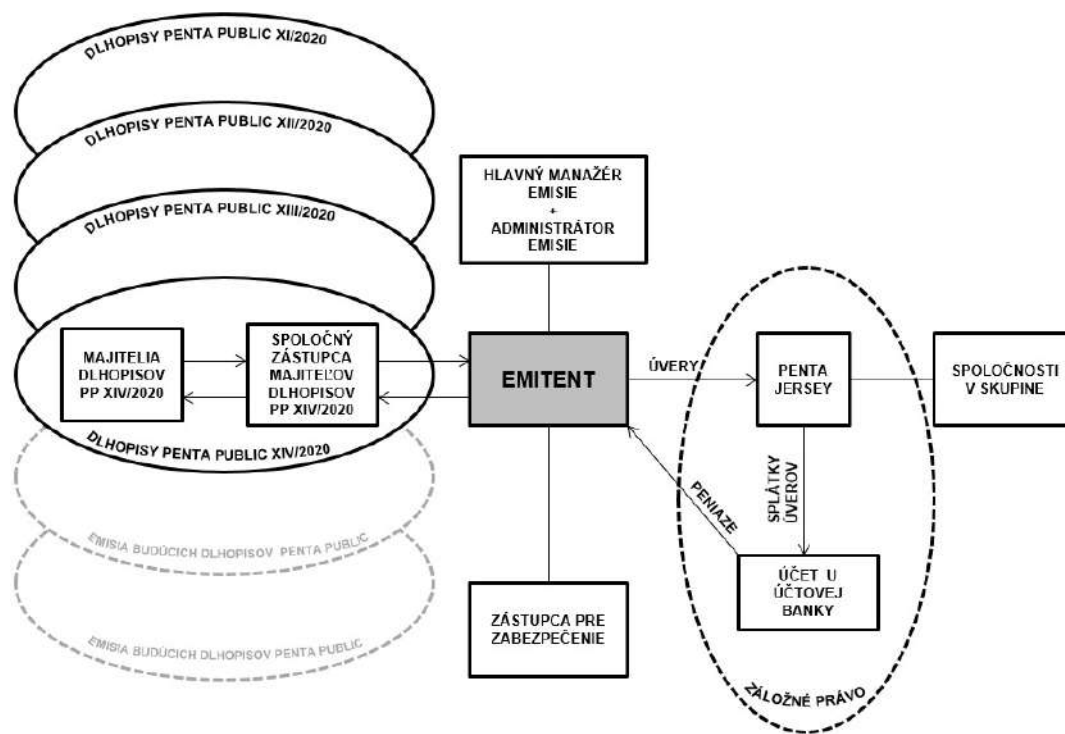 DLHOPISY PENTA PUBLIC XI/2020
DLHOPISY PENTA PUBLIC XII/2020
DLHOPISY PENTA PUBLIC XIII/2020
HLAVNÝ MANAŽÉR
EMISIE
+
ADMINISTRÁTOR
EMISIE
MAJITELIA
DLHOPISOV
PP XIV/2020
SPOLOČNÝ
ZÁSTUPCA
MAJITEĽOV
DLHOPISOV
PP XIV/2020
EMITENT
ÚVERY
PENTA
JERSEY
SPOLOČNOSTI
V SKUPINE
DLHOPISY PENTA PUBLIC XIV/2020
PENIAZE
SPLÁTKY
ÚVEROV
EMISIA BUDÚCICH DLHOPISOV PENTA PUBLIC
ÚČET U
ÚČTOVEJ
BANKY
ZÁSTUPCA PRE
ZABEZPEČENIE
EMISIA BUDÚCICH DLHOPISOV PENTA PUBLIC
ZÁLOŽNÉ PRÁVO